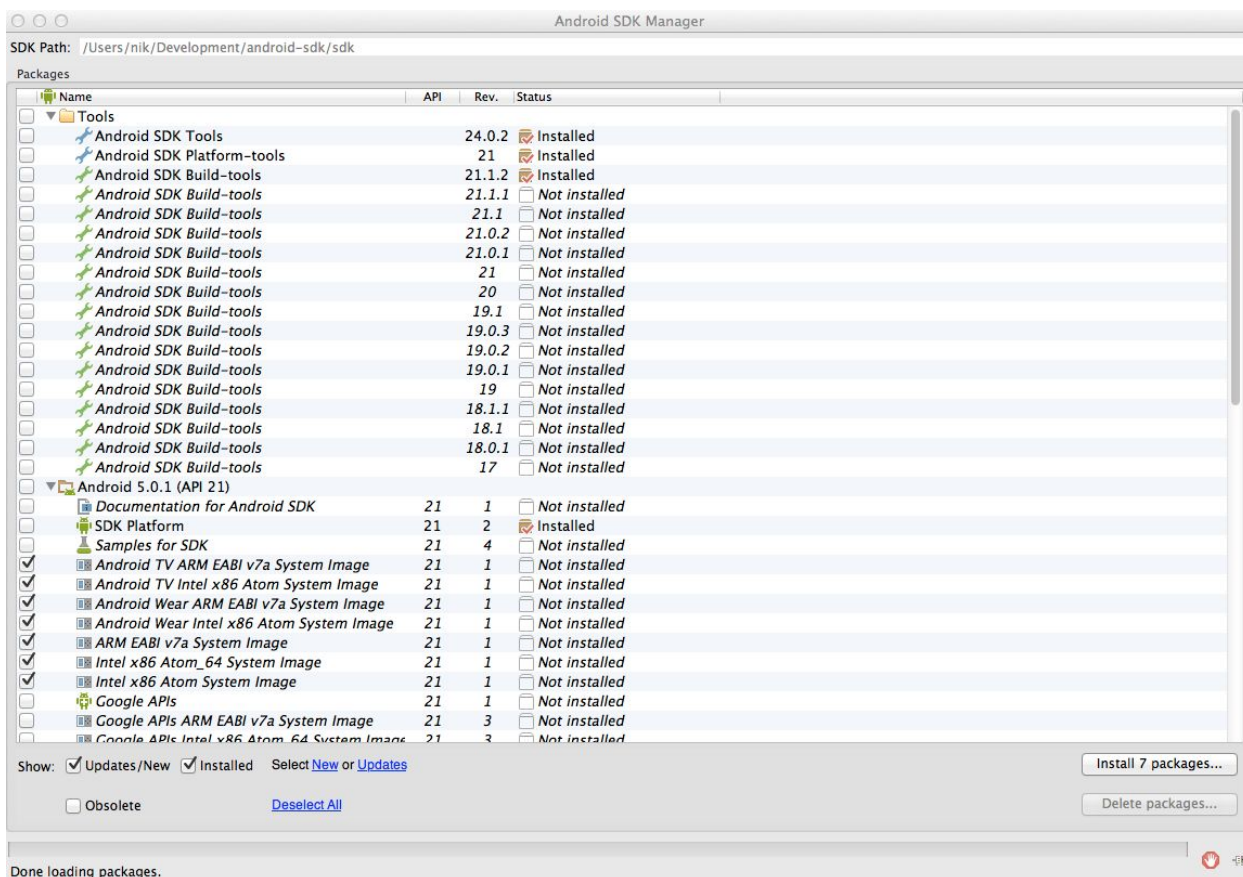 Android SDK Manager
SDK Path: /Users/nik/Development/android-sdk/sdk
Packages
Name API Rev. Status
Tools
Android SDK Tools 24.0.2 Installed
Android SDK Platform-tools 21 Installed
Android SDK Build-tools 21.1.2 Installed
Android SDK Build-tools 21.1.1 Not installed
Android SDK Build-tools 21.1 Not installed
Android SDK Build-tools 21.0.2 Not installed
Android SDK Build-tools 21.0.1 Not installed
Android SDK Build-tools 21 Not installed
Android SDK Build-tools 20 Not installed
Android SDK Build-tools 19.1 Not installed
Android SDK Build-tools 19.0.3 Not installed
Android SDK Build-tools 19.0.2 Not installed
Android SDK Build-tools 19.0.1 Not installed
Android SDK Build-tools 19 Not installed
Android SDK Build-tools 18.1.1 Not installed
Android SDK Build-tools 18.1 Not installed
Android SDK Build-tools 18.0.1 Not installed
Android SDK Build-tools 17 Not installed
Android 5.0.1 (API 21)
Documentation for Android SDK 21 1 Not installed
SDK Platform 21 2 Installed
Samples for SDK 21 4 Not installed
Android TV ARM EABI v7a System Image 21 1 Not installed
Android TV Intel x86 Atom System Image 21 1 Not installed
Android Wear ARM EABI v7a System Image 21 1 Not installed
Android Wear Intel x86 Atom System Image 21 1 Not installed
ARM EABI v7a System Image 21 1 Not installed
Intel x86 Atom_64 System Image 21 1 Not installed
Intel x86 Atom System Image 21 1 Not installed
Google APIs 21 1 Not installed
Google APIs ARM EABI v7a System Image 21 3 Not installed
Google APIs Intel x86 Atom_64 System Image 21 3 Not installed
Show: Updates/New Installed Select New or Updates Install 7 packages...
Obsolete Deselect All Delete packages...
Done loading packages.